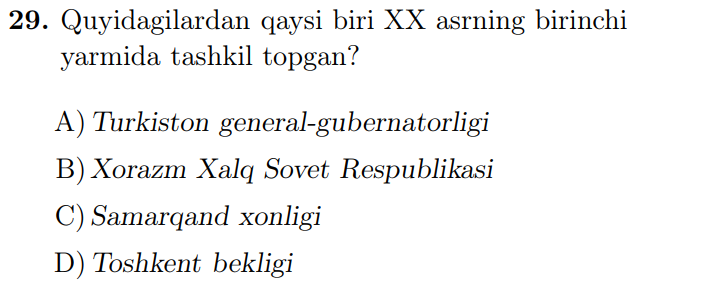 29. Quyidagilardan qaysi biri XX asrning birinchi
yarmida tashkil topgan?
A) Turkiston general-gubernatorligi
B) Xorazm Xalq Sovet Respublikasi
C) Samarqand xonligi
D) Toshkent bekligi